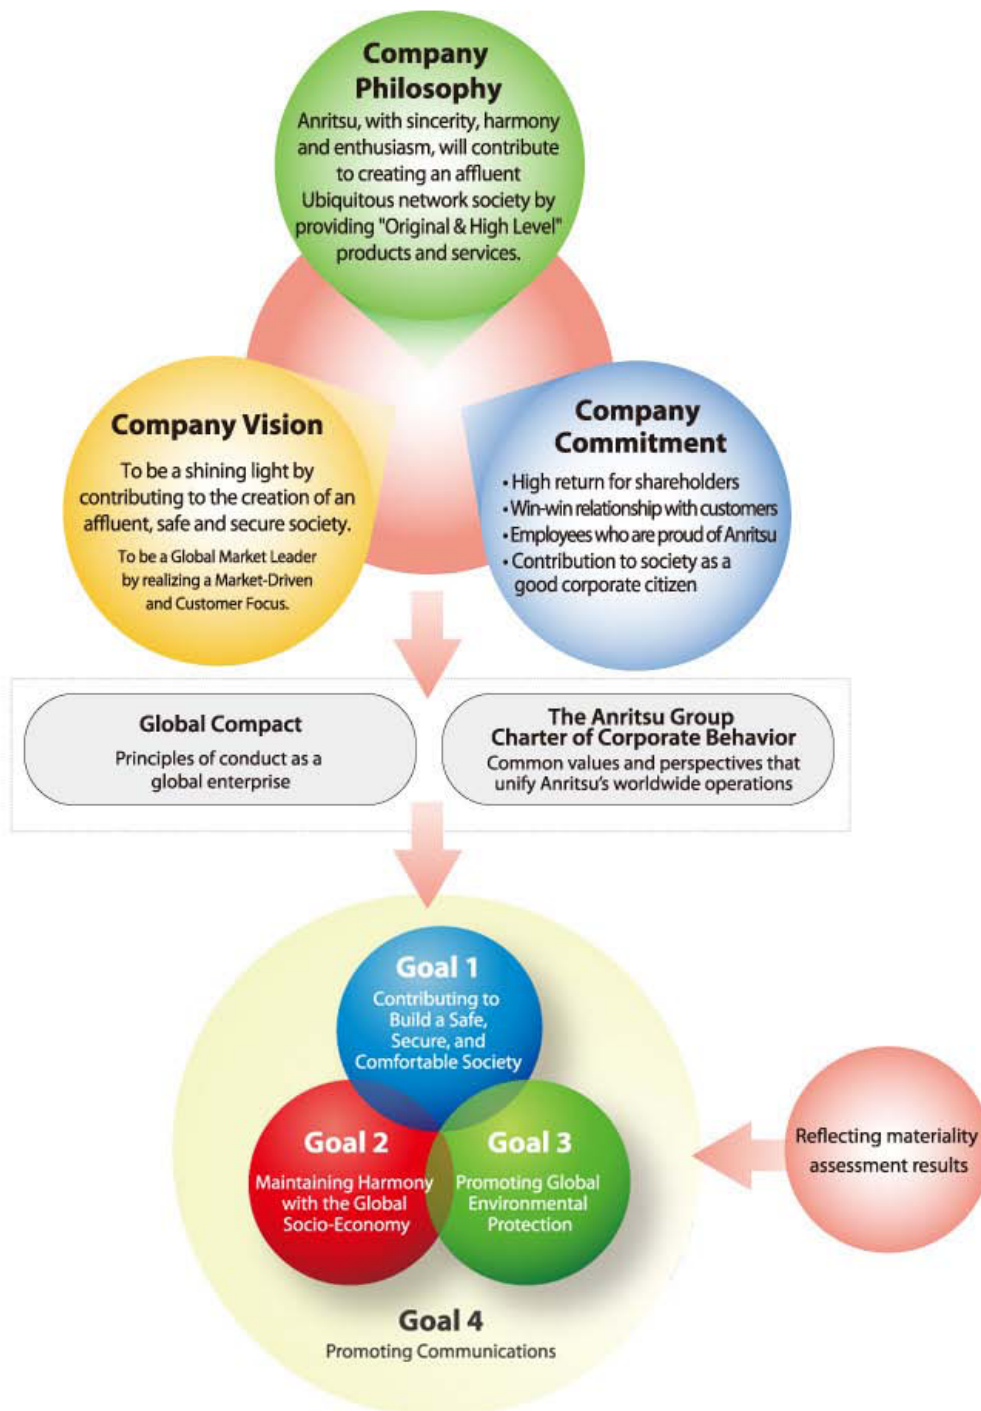 Company
Philosophy
Anritsu, with sincerity, harmony
and enthusiasm, will contribute
to creating an affluent
Ubiquitous network society by
providing "Original & High Level"
products and services.
Company Vision
To be a shining light by
contributing to the creation of an
affluent, safe and secure society.
To be a Global Market Leader
by realizing a Market-Driven
and Customer Focus.
Company
Commitment
• High return for shareholders
• Win-win relationship with customers
• Employees who are proud of Anritsu
• Contribution to society as a
good corporate citizen
Global Compact
Principles of conduct as a
global enterprise
The Anritsu Group
Charter of Corporate Behavior
Common values and perspectives that
unify Anritsu's worldwide operations
Goal 1
Contributing to
Build a Safe,
Secure, and
Comfortable Society
Goal 2
Maintaining Harmony
with the Global
Socio-Economy
Goal 3
Promoting Global
Environmental
Protection
Goal 4
Promoting Communications
Reflecting materiality
assessment results